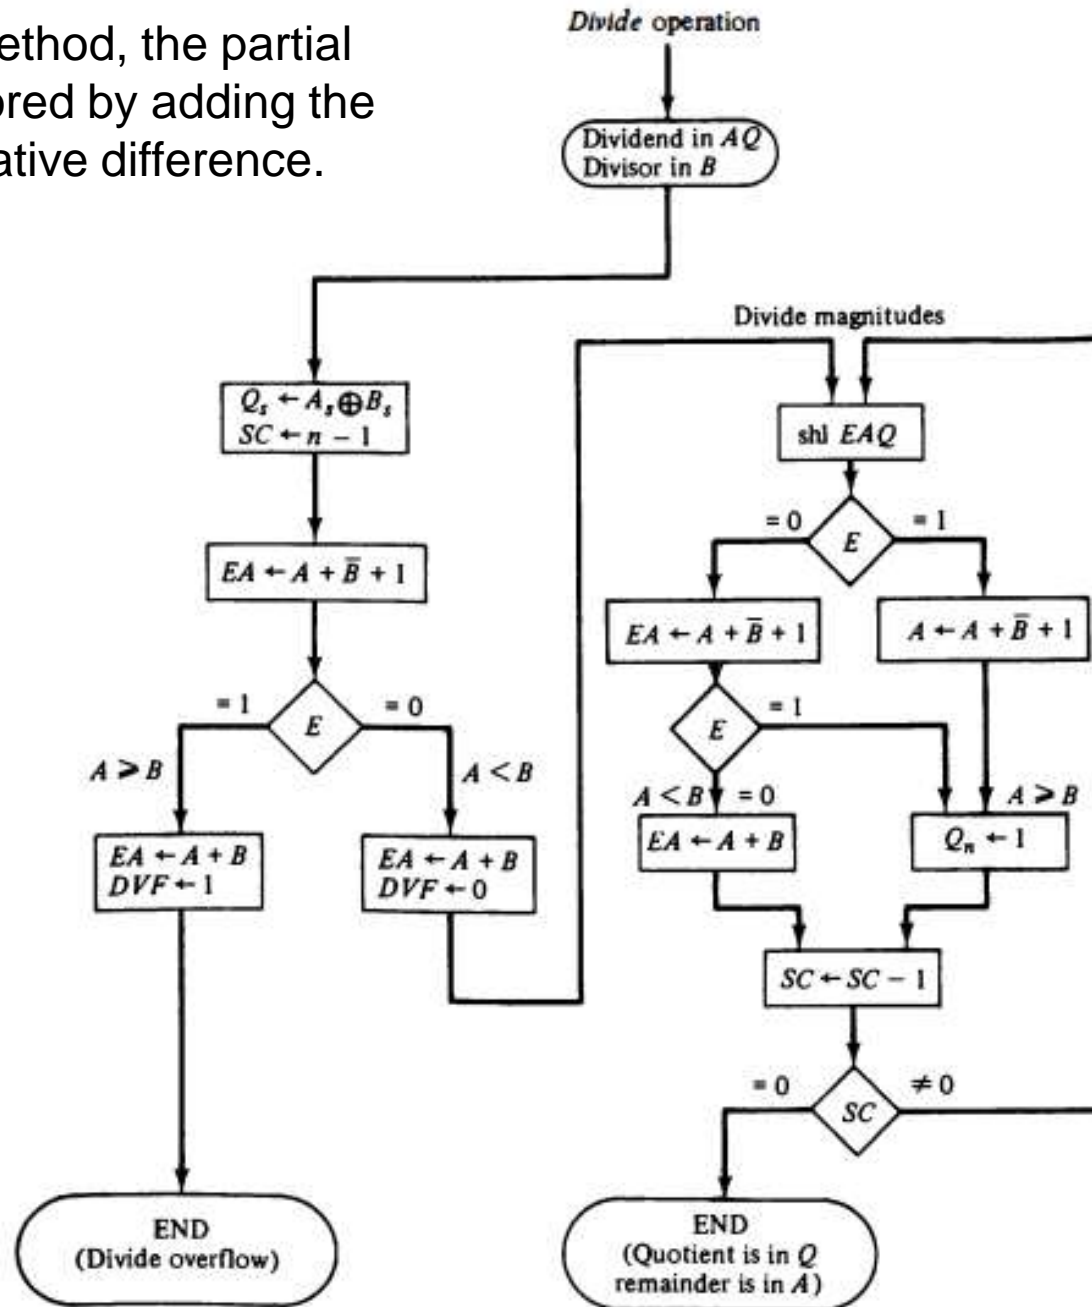 ethod, the partial
ored by adding the
ative difference.
Divide operation
Dividend in AQ
Divisor in B
Qs ← As ⊕ Bs
SC ← n − 1
EA ← A + B̅ + 1
E
= 1
= 0
A ⩾ B
A < B
EA ← A + B
DVF ← 1
EA ← A + B
DVF ← 0
END
(Divide overflow)
Divide magnitudes
shl EAQ
E
= 0
= 1
EA ← A + B̅ + 1
A ← A + B̅ + 1
E
= 1
A < B
= 0
A ⩾ B
EA ← A + B
Qn ← 1
SC ← SC − 1
= 0
≠ 0
SC
END
(Quotient is in Q
remainder is in A)